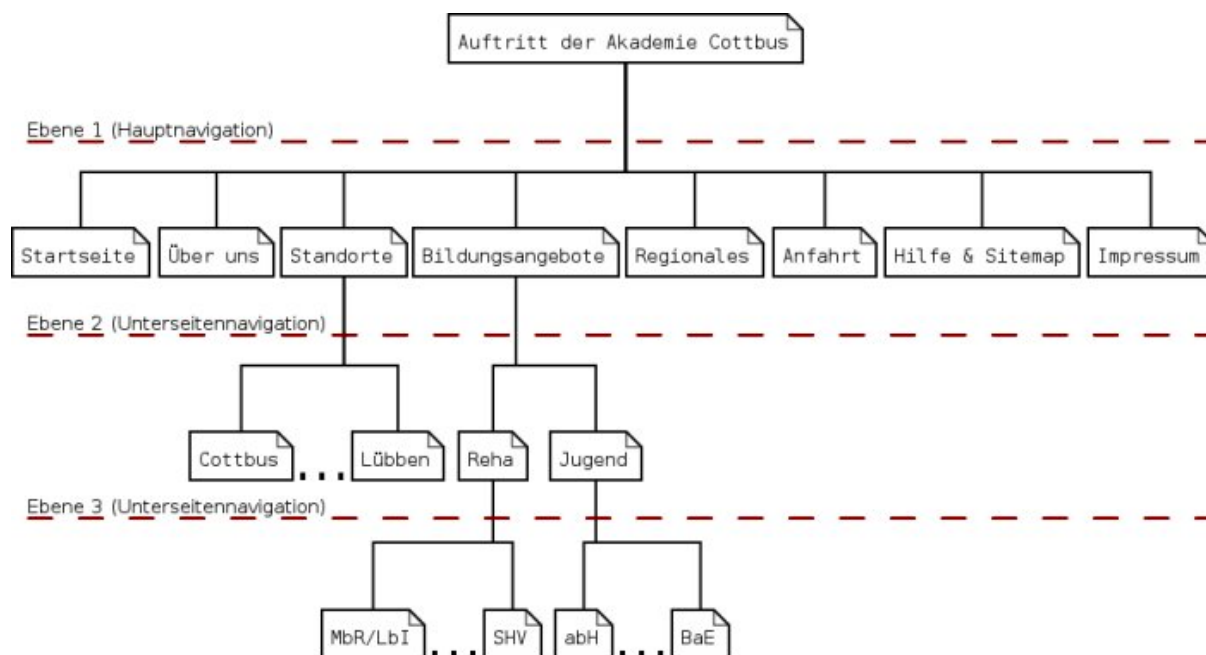 Auftritt der Akademie Cottbus
Ebene 1 (Hauptnavigation)
Startseite
Über uns
Standorte
Bildungsangebote
Regionales
Anfahrt
Hilfe & Sitemap
Impressum
Ebene 2 (Unterseitennavigation)
Cottbus
...
Lübben
Reha
Jugend
Ebene 3 (Unterseitennavigation)
MbR/LbI
...
SHV
abH
...
BaE